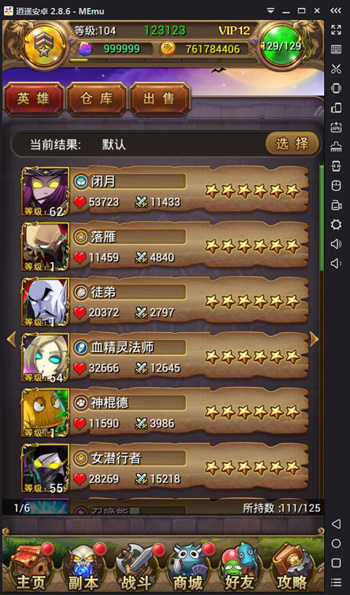 逍遥安卓 2.8.6 - MEmu
等级:104 123123 VIP12
999999 761784406 129/129
英雄 仓库 出售
当前结果: 默认 选择
闭月
等级:62 53723 11433
落雁
等级:1 11459 4840
徒弟
等级:1 20372 2797
血精灵法师
等级:54 32666 12645
神棍德
等级:1 11590 3986
女潜行者
等级:55 28269 15218
召唤能量
1/6 所持数:111/125
主页 副本 战斗 商城 好友 攻略